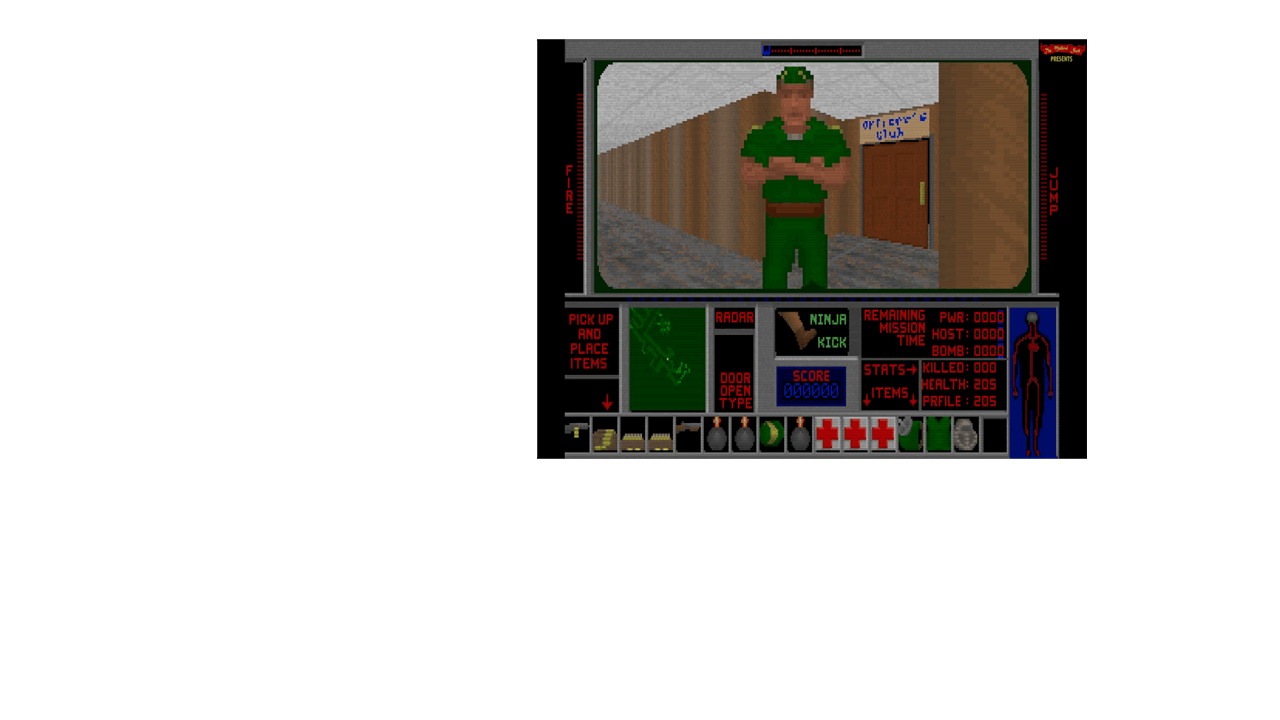 PRESENTS
Officer's
Club
FIRE
JUMP
PICK UP
AND
PLACE
ITEMS
RADAR
DOOR
OPEN
TYPE
NINJA
KICK
SCORE
000000
REMAINING
MISSION
TIME
PWR: 0000
HOST: 0000
BOMB: 0000
STATS→
ITEMS
KILLED: 000
HEALTH: 205
PRFILE : 205